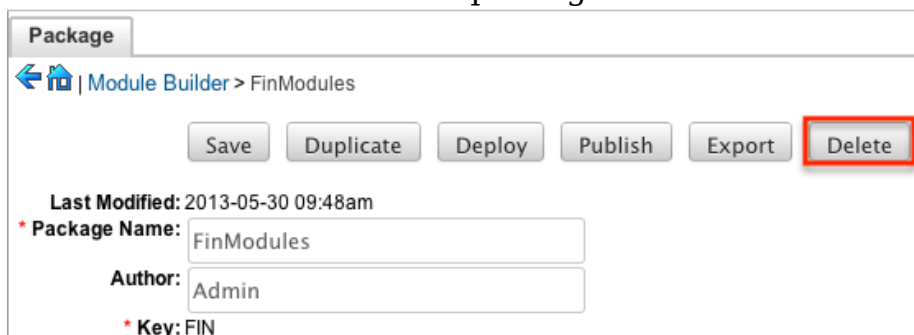 Package
| Module Builder > FinModules
Save Duplicate Deploy Publish Export Delete
Last Modified: 2013-05-30 09:48am
* Package Name: FinModules
Author: Admin
* Key: FIN